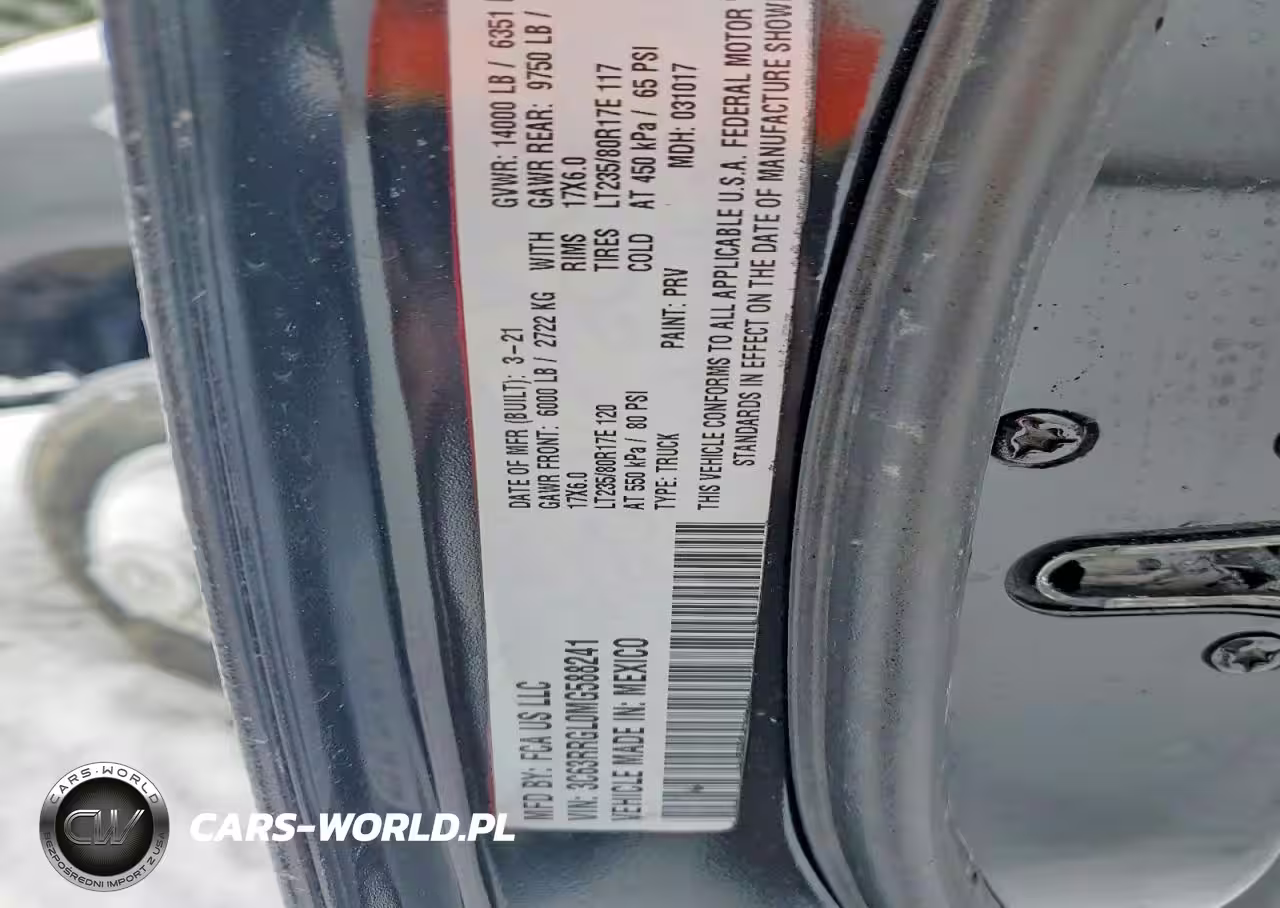 MFD BY: FCA US LLC
DATE OF MFR (BUILT): 3-21
GVWR: 14000 LB / 6351
VIN: 3C63RRGL0MG588241
GAWR FRONT: 6000 LB / 2722 KG WITH
GAWR REAR: 9750 LB /
VEHICLE MADE IN: MEXICO
17X6.0 RIMS 17X6.0
LT235/80R17E 120 TIRES LT235/80R17E 117
AT 550 kPa / 80 PSI COLD AT 450 kPa / 65 PSI
TYPE: TRUCK PAINT: PRV MDH: 031017
THIS VEHICLE CONFORMS TO ALL APPLICABLE U.S.A. FEDERAL MOTOR
STANDARDS IN EFFECT ON THE DATE OF MANUFACTURE SHOW
CARS-WORLD
CW
BEZPOŚREDNI IMPORT Z USA
CARS-WORLD.PL